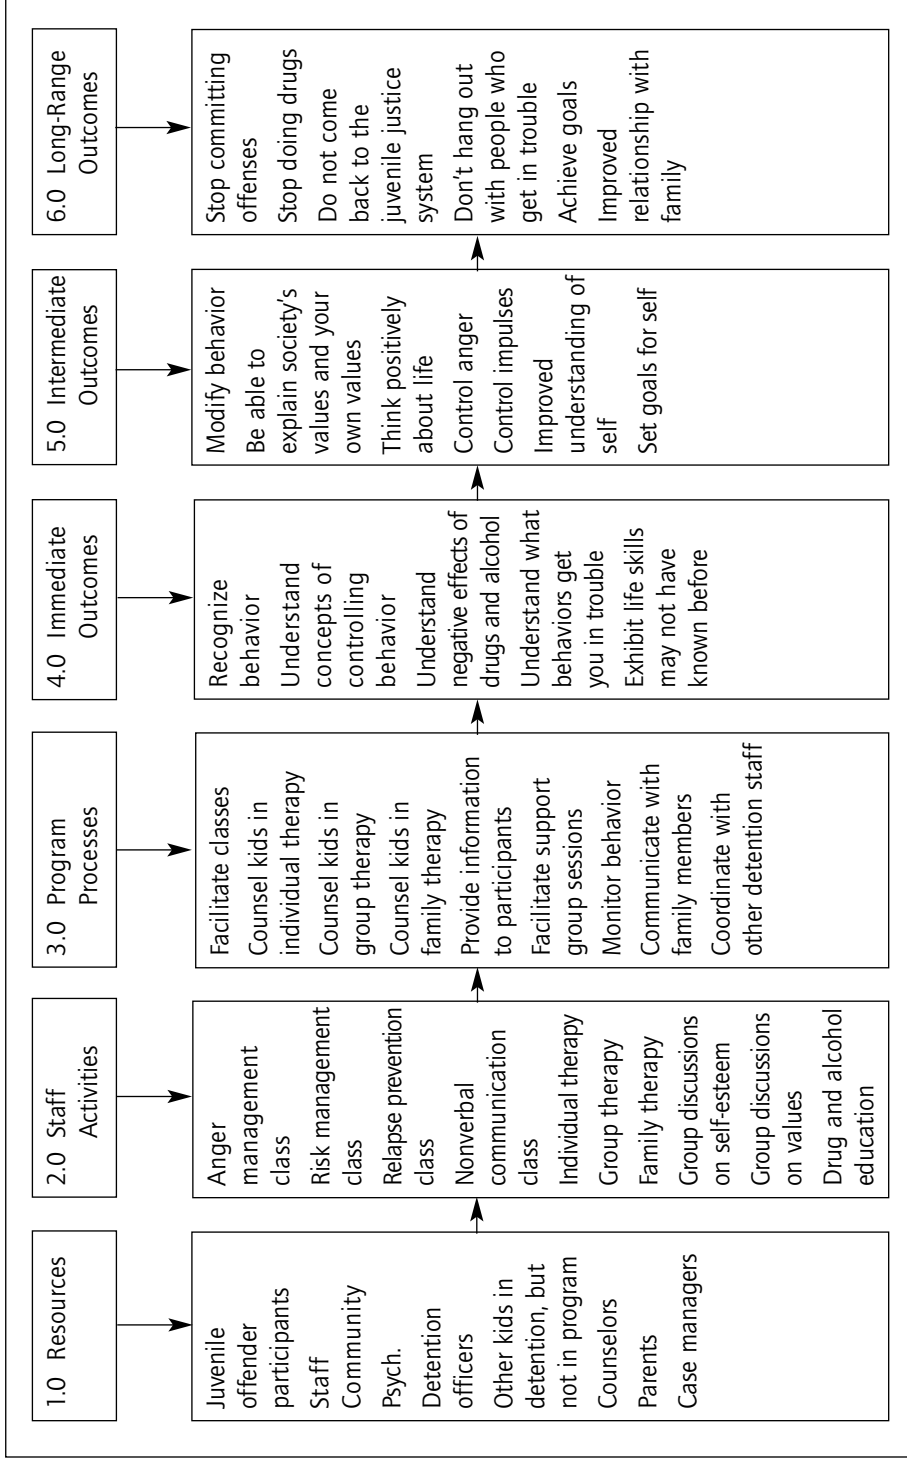 1.0 Resources
Juvenile
offender
participants
Staff
Community
Psych.
Detention
officers
Other kids in
detention, but
not in program
Counselors
Parents
Case managers
2.0 Staff
Activities
Anger
management
class
Risk management
class
Relapse prevention
class
Nonverbal
communication
class
Individual therapy
Group therapy
Family therapy
Group discussions
on self-esteem
Group discussions
on values
Drug and alcohol
education
3.0 Program
Processes
Facilitate classes
Counsel kids in
individual therapy
Counsel kids in
group therapy
Counsel kids in
family therapy
Provide information
to participants
Facilitate support
group sessions
Monitor behavior
Communicate with
family members
Coordinate with
other detention staff
4.0 Immediate
Outcomes
Recognize
behavior
Understand
concepts of
controlling
behavior
Understand
negative effects of
drugs and alcohol
Understand what
behaviors get
you in trouble
Exhibit life skills
may not have
known before
5.0 Intermediate
Outcomes
Modify behavior
Be able to
explain society's
values and your
own values
Think positively
about life
Control anger
Control impulses
Improved
understanding of
self
Set goals for self
6.0 Long-Range
Outcomes
Stop committing
offenses
Stop doing drugs
Do not come
back to the
juvenile justice
system
Don't hang out
with people who
get in trouble
Achieve goals
Improved
relationship with
family